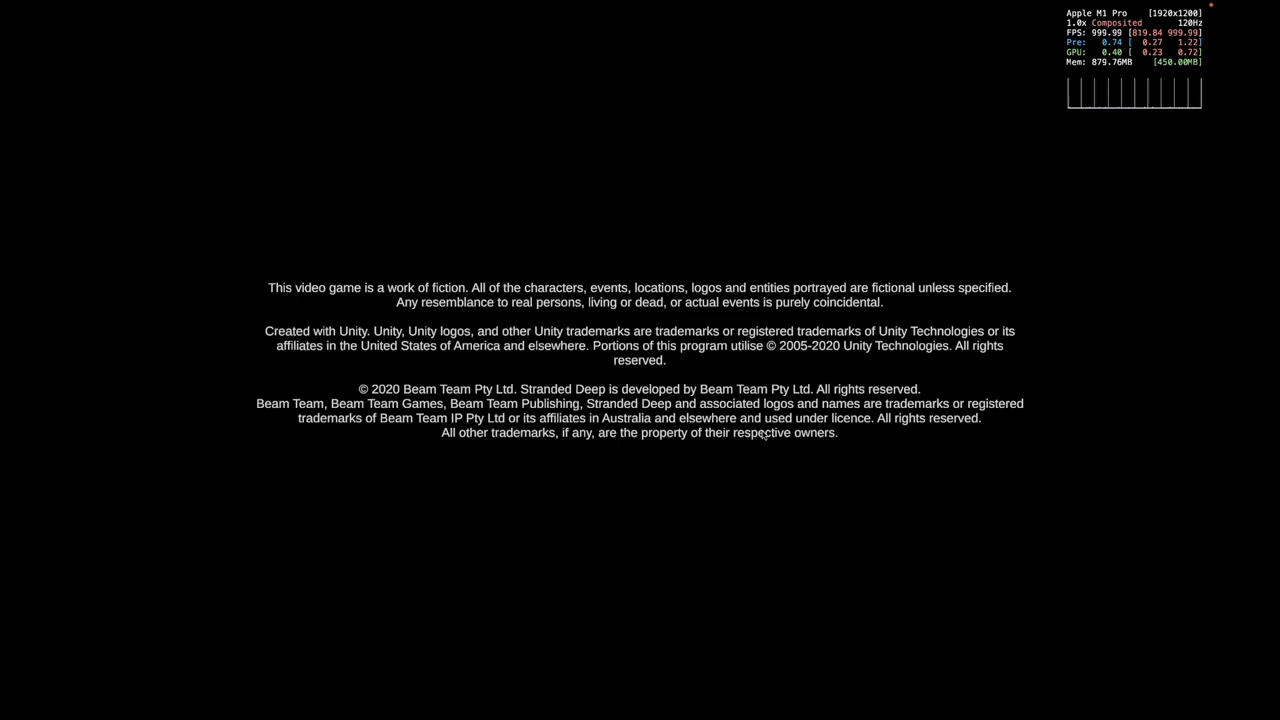 Apple M1 Pro [1920x1200]
1.0x Composited 120Hz
FPS: 999.99 [819.84 999.99]
Pre: 0.74 [ 0.27 1.22]
GPU: 0.40 [ 0.23 0.72]
Mem: 879.76MB [450.00MB]
This video game is a work of fiction. All of the characters, events, locations, logos and entities portrayed are fictional unless specified.
Any resemblance to real persons, living or dead, or actual events is purely coincidental.
Created with Unity. Unity, Unity logos, and other Unity trademarks are trademarks or registered trademarks of Unity Technologies or its
affiliates in the United States of America and elsewhere. Portions of this program utilise © 2005-2020 Unity Technologies. All rights
reserved.
© 2020 Beam Team Pty Ltd. Stranded Deep is developed by Beam Team Pty Ltd. All rights reserved.
Beam Team, Beam Team Games, Beam Team Publishing, Stranded Deep and associated logos and names are trademarks or registered
trademarks of Beam Team IP Pty Ltd or its affiliates in Australia and elsewhere and used under licence. All rights reserved.
All other trademarks, if any, are the property of their respective owners.